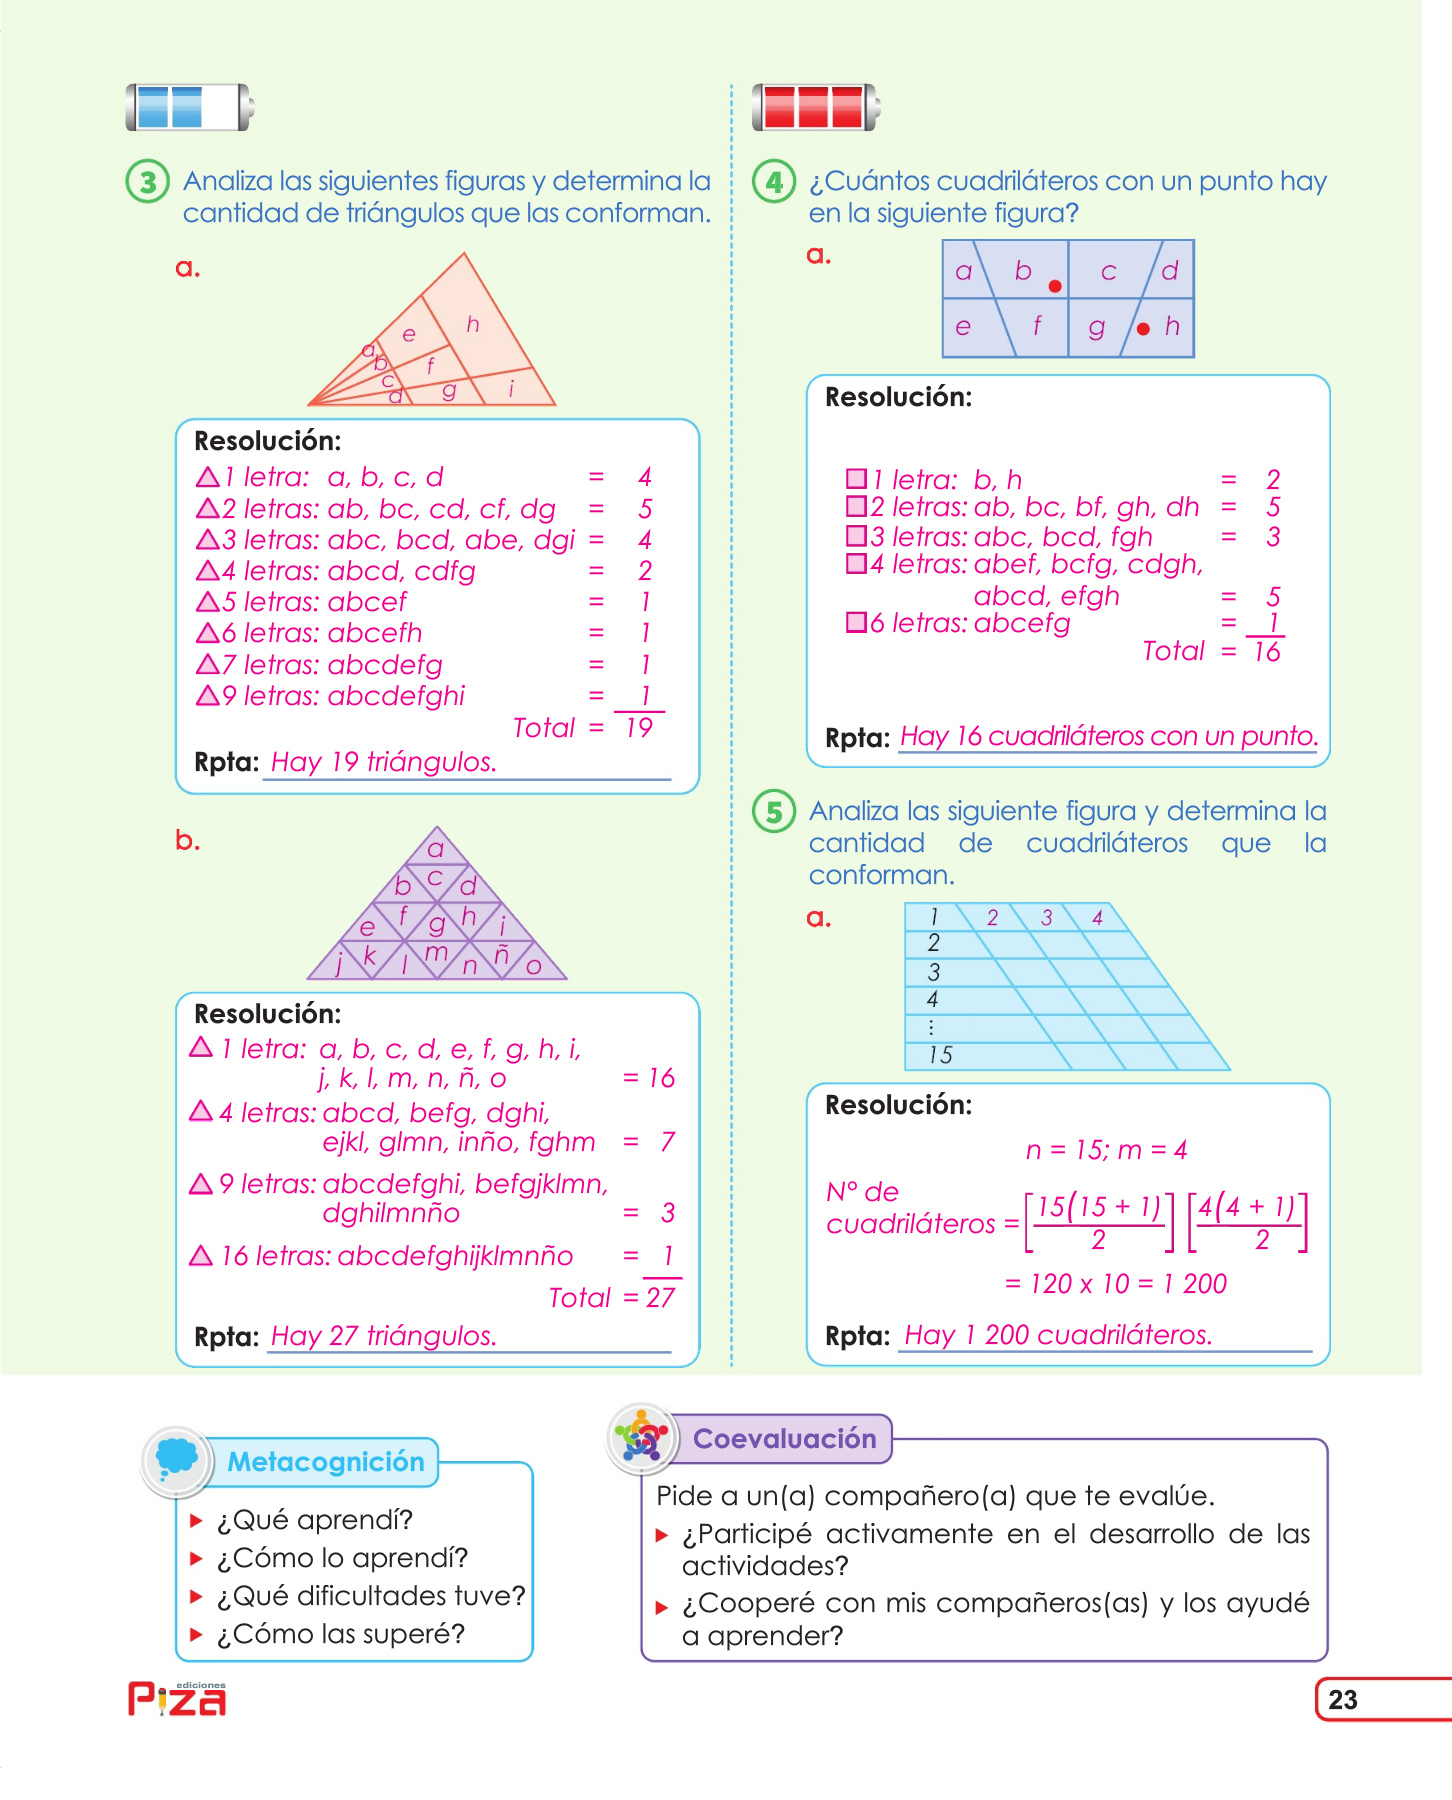 3 Analiza las siguientes figuras y determina la
cantidad de triángulos que las conforman.
a.
h
e
a
b
f
c
d
g
i
Resolución:
1 letra: a, b, c, d = 4
2 letras: ab, bc, cd, cf, dg = 5
3 letras: abc, bcd, abe, dgi = 4
4 letras: abcd, cdfg = 2
5 letras: abcef = 1
6 letras: abcefh = 1
7 letras: abcdefg = 1
9 letras: abcdefghi = 1
Total = 19
Rpta: Hay 19 triángulos.
b.
a
b c d
e f g h i
j k l m n ñ o
Resolución:
1 letra: a, b, c, d, e, f, g, h, i,
j, k, l, m, n, ñ, o = 16
4 letras: abcd, befg, dghi,
ejkl, glmn, inño, fghm = 7
9 letras: abcdefghi, befgjklmn,
dghilmnño = 3
16 letras: abcdefghijklmnño = 1
Total = 27
Rpta: Hay 27 triángulos.
4 ¿Cuántos cuadriláteros con un punto hay
en la siguiente figura?
a.
a b c d
e f g h
Resolución:
1 letra: b, h = 2
2 letras: ab, bc, bf, gh, dh = 5
3 letras: abc, bcd, fgh = 3
4 letras: abef, bcfg, cdgh,
abcd, efgh = 5
6 letras: abcefg = 1
Total = 16
Rpta: Hay 16 cuadriláteros con un punto.
5 Analiza las siguiente figura y determina la
cantidad de cuadriláteros que la
conforman.
a.
1 2 3 4
2
3
4
⋮
15
Resolución:
n = 15; m = 4
N° de
cuadriláteros = [15(15 + 1)/2] [4(4 + 1)/2]
= 120 x 10 = 1 200
Rpta: Hay 1 200 cuadriláteros.
Metacognición
¿Qué aprendí?
¿Cómo lo aprendí?
¿Qué dificultades tuve?
¿Cómo las superé?
Coevaluación
Pide a un(a) compañero(a) que te evalúe.
¿Participé activamente en el desarrollo de las
actividades?
¿Cooperé con mis compañeros(as) y los ayudé
a aprender?
ediciones
Piza
23